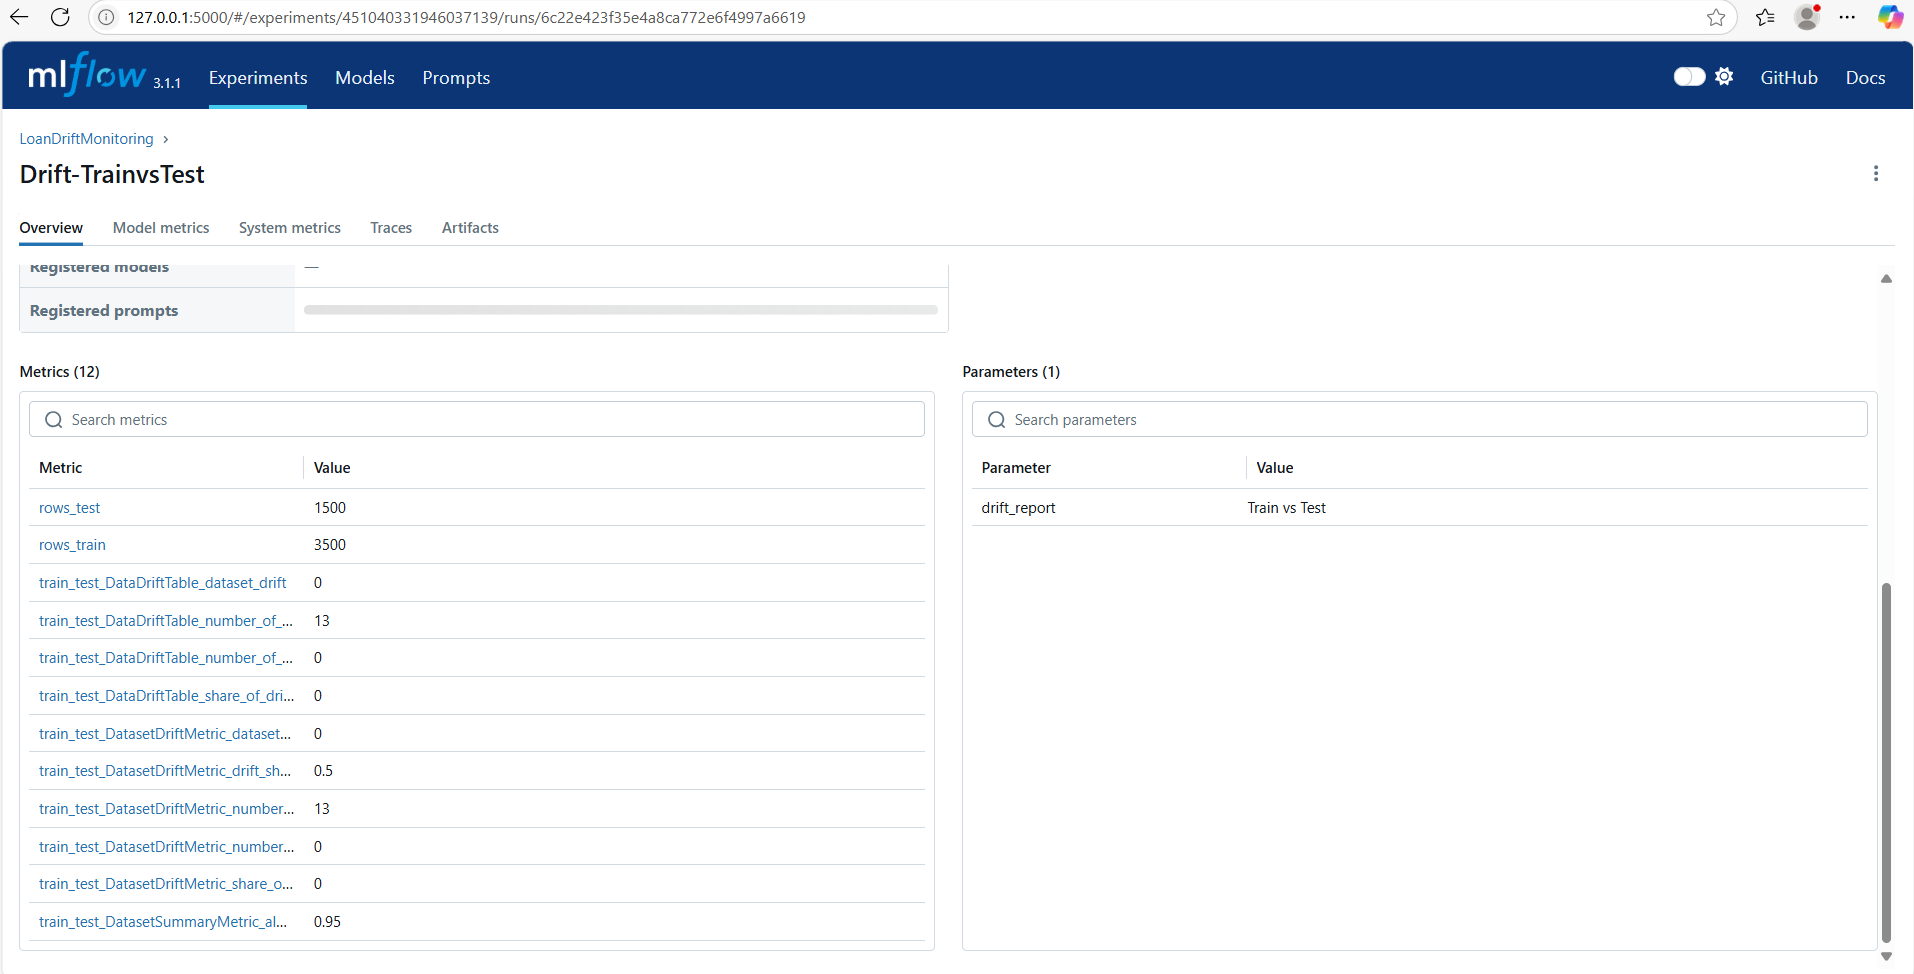 127.0.0.1:5000/#/experiments/451040331946037139/runs/6c22e423f35e4a8ca772e6f4997a6619
mlflow 3.1.1 Experiments Models Prompts GitHub Docs
LoanDriftMonitoring
Drift-TrainvsTest
Overview Model metrics System metrics Traces Artifacts
Registered models —
Registered prompts
Metrics (12)
Search metrics
Metric Value
rows_test 1500
rows_train 3500
train_test_DataDriftTable_dataset_drift 0
train_test_DataDriftTable_number_of_... 13
train_test_DataDriftTable_number_of_... 0
train_test_DataDriftTable_share_of_dri... 0
train_test_DatasetDriftMetric_dataset... 0
train_test_DatasetDriftMetric_drift_sh... 0.5
train_test_DatasetDriftMetric_number... 13
train_test_DatasetDriftMetric_number... 0
train_test_DatasetDriftMetric_share_o... 0
train_test_DatasetSummaryMetric_al... 0.95
Parameters (1)
Search parameters
Parameter Value
drift_report Train vs Test